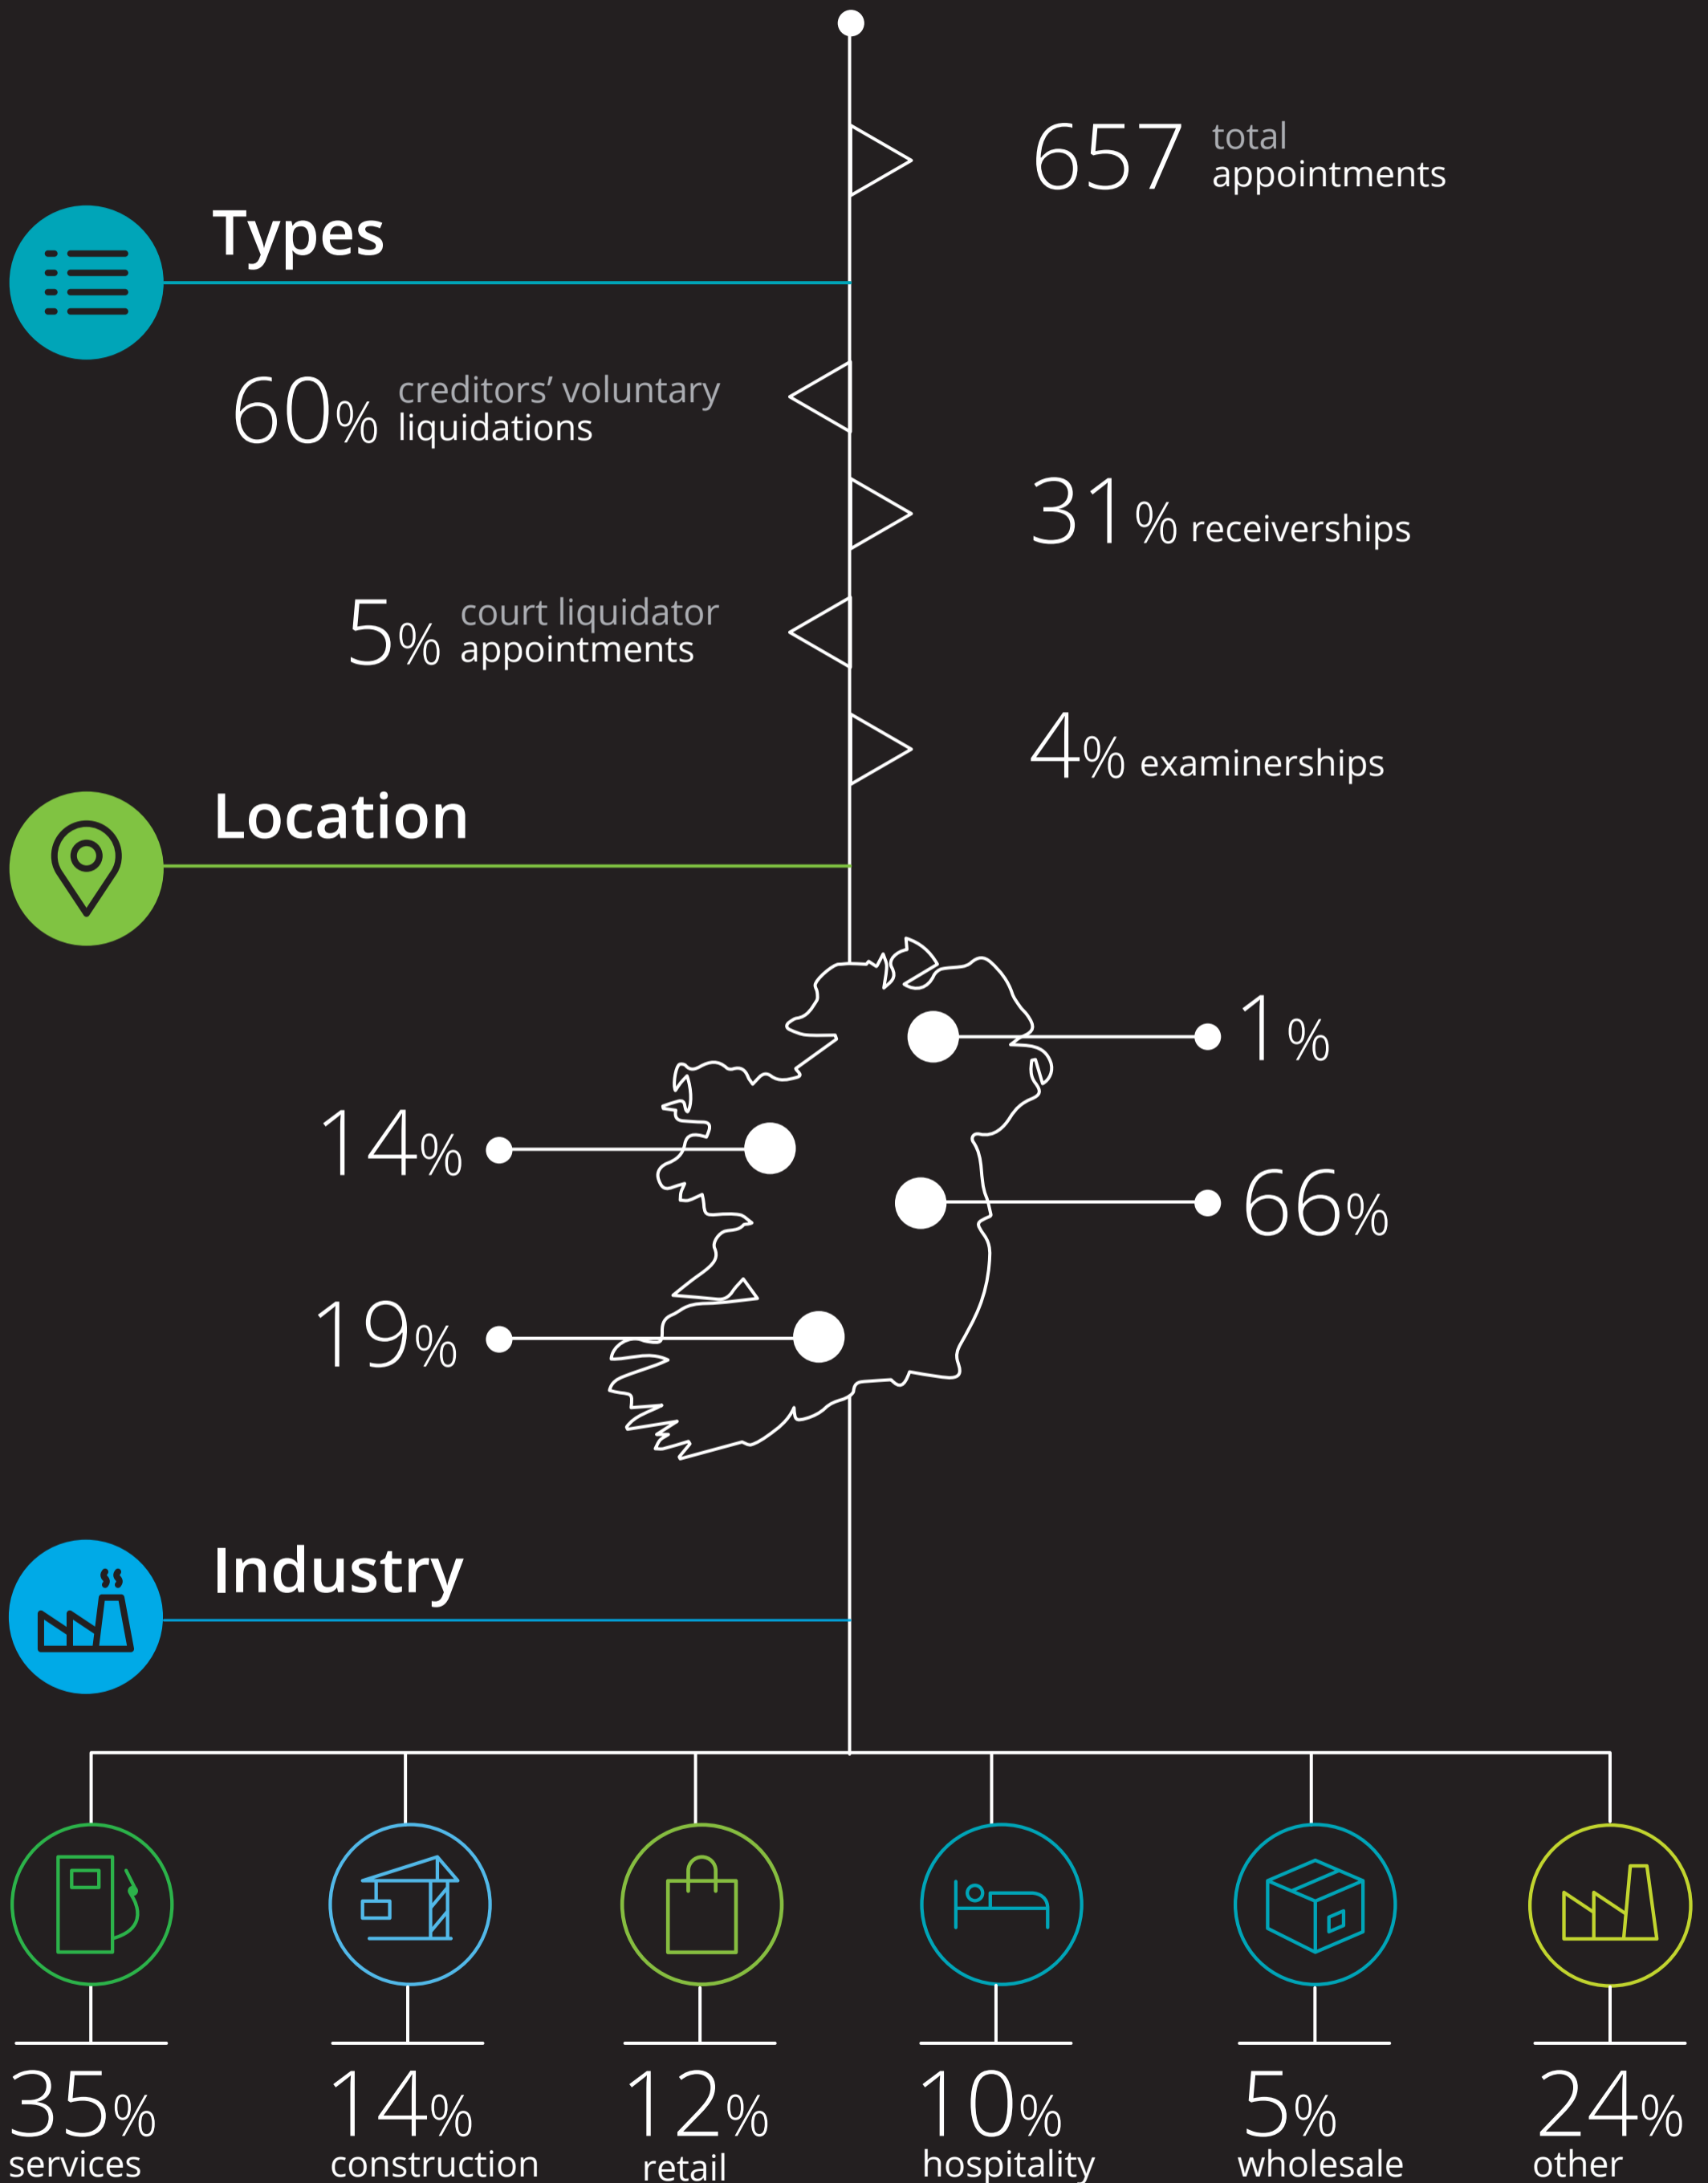 657 total
appointments
Types
60% creditors’ voluntary
liquidations
31% receiverships
5% court liquidator
appointments
4% examinerships
Location
1%
14%
66%
19%
Industry
35%
services
14%
construction
12%
retail
10%
hospitality
5%
wholesale
24%
other